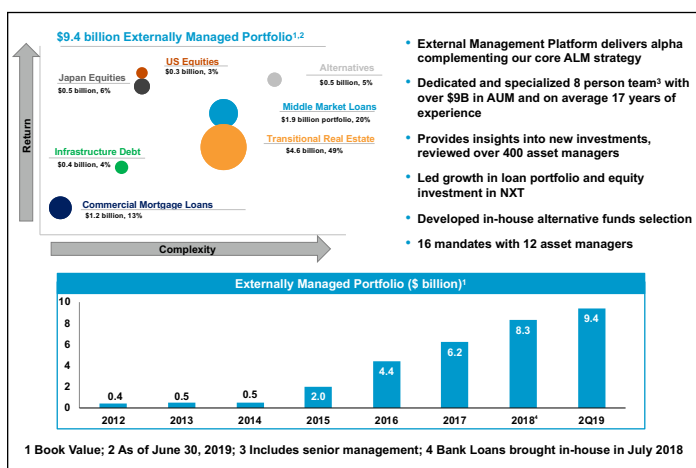 $9.4 billion Externally Managed Portfolio1,2
US Equities
$0.3 billion, 3%
Japan Equities
$0.5 billion, 6%
Alternatives
$0.5 billion, 5%
Middle Market Loans
$1.9 billion portfolio, 20%
Transitional Real Estate
$4.6 billion, 49%
Infrastructure Debt
$0.4 billion, 4%
Commercial Mortgage Loans
$1.2 billion, 13%
Return
Complexity
• External Management Platform delivers alpha
complementing our core ALM strategy
• Dedicated and specialized 8 person team3 with
over $9B in AUM and on average 17 years of
experience
• Provides insights into new investments,
reviewed over 400 asset managers
• Led growth in loan portfolio and equity
investment in NXT
• Developed in-house alternative funds selection
• 16 mandates with 12 asset managers
Externally Managed Portfolio ($ billion)1
10
8
6
4
2
0
0.4
0.5
0.5
2.0
4.4
6.2
8.3
9.4
2012
2013
2014
2015
2016
2017
20184
2Q19
1 Book Value; 2 As of June 30, 2019; 3 Includes senior management; 4 Bank Loans brought in-house in July 2018